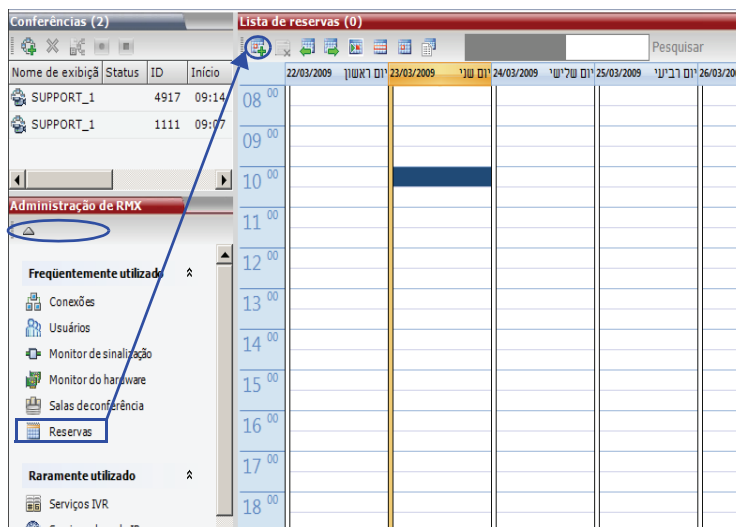 Conferências (2)
Nome de exibiçã Status ID Início
SUPPORT_1 4917 09:14
SUPPORT_1 1111 09:07
Administração de RMX
Freqüentemente utilizado
Conexões
Usuários
Monitor de sinalização
Monitor do hardware
Salas deconferência
Reservas
Raramente utilizado
Serviços IVR
Lista de reservas (0)
Pesquisar
22/03/2009 יום ראשון 23/03/2009 יום שני 24/03/2009 יום שלישי 25/03/2009 יום רביעי 26/03/200
08 00
09 00
10 00
11 00
12 00
13 00
14 00
15 00
16 00
17 00
18 00